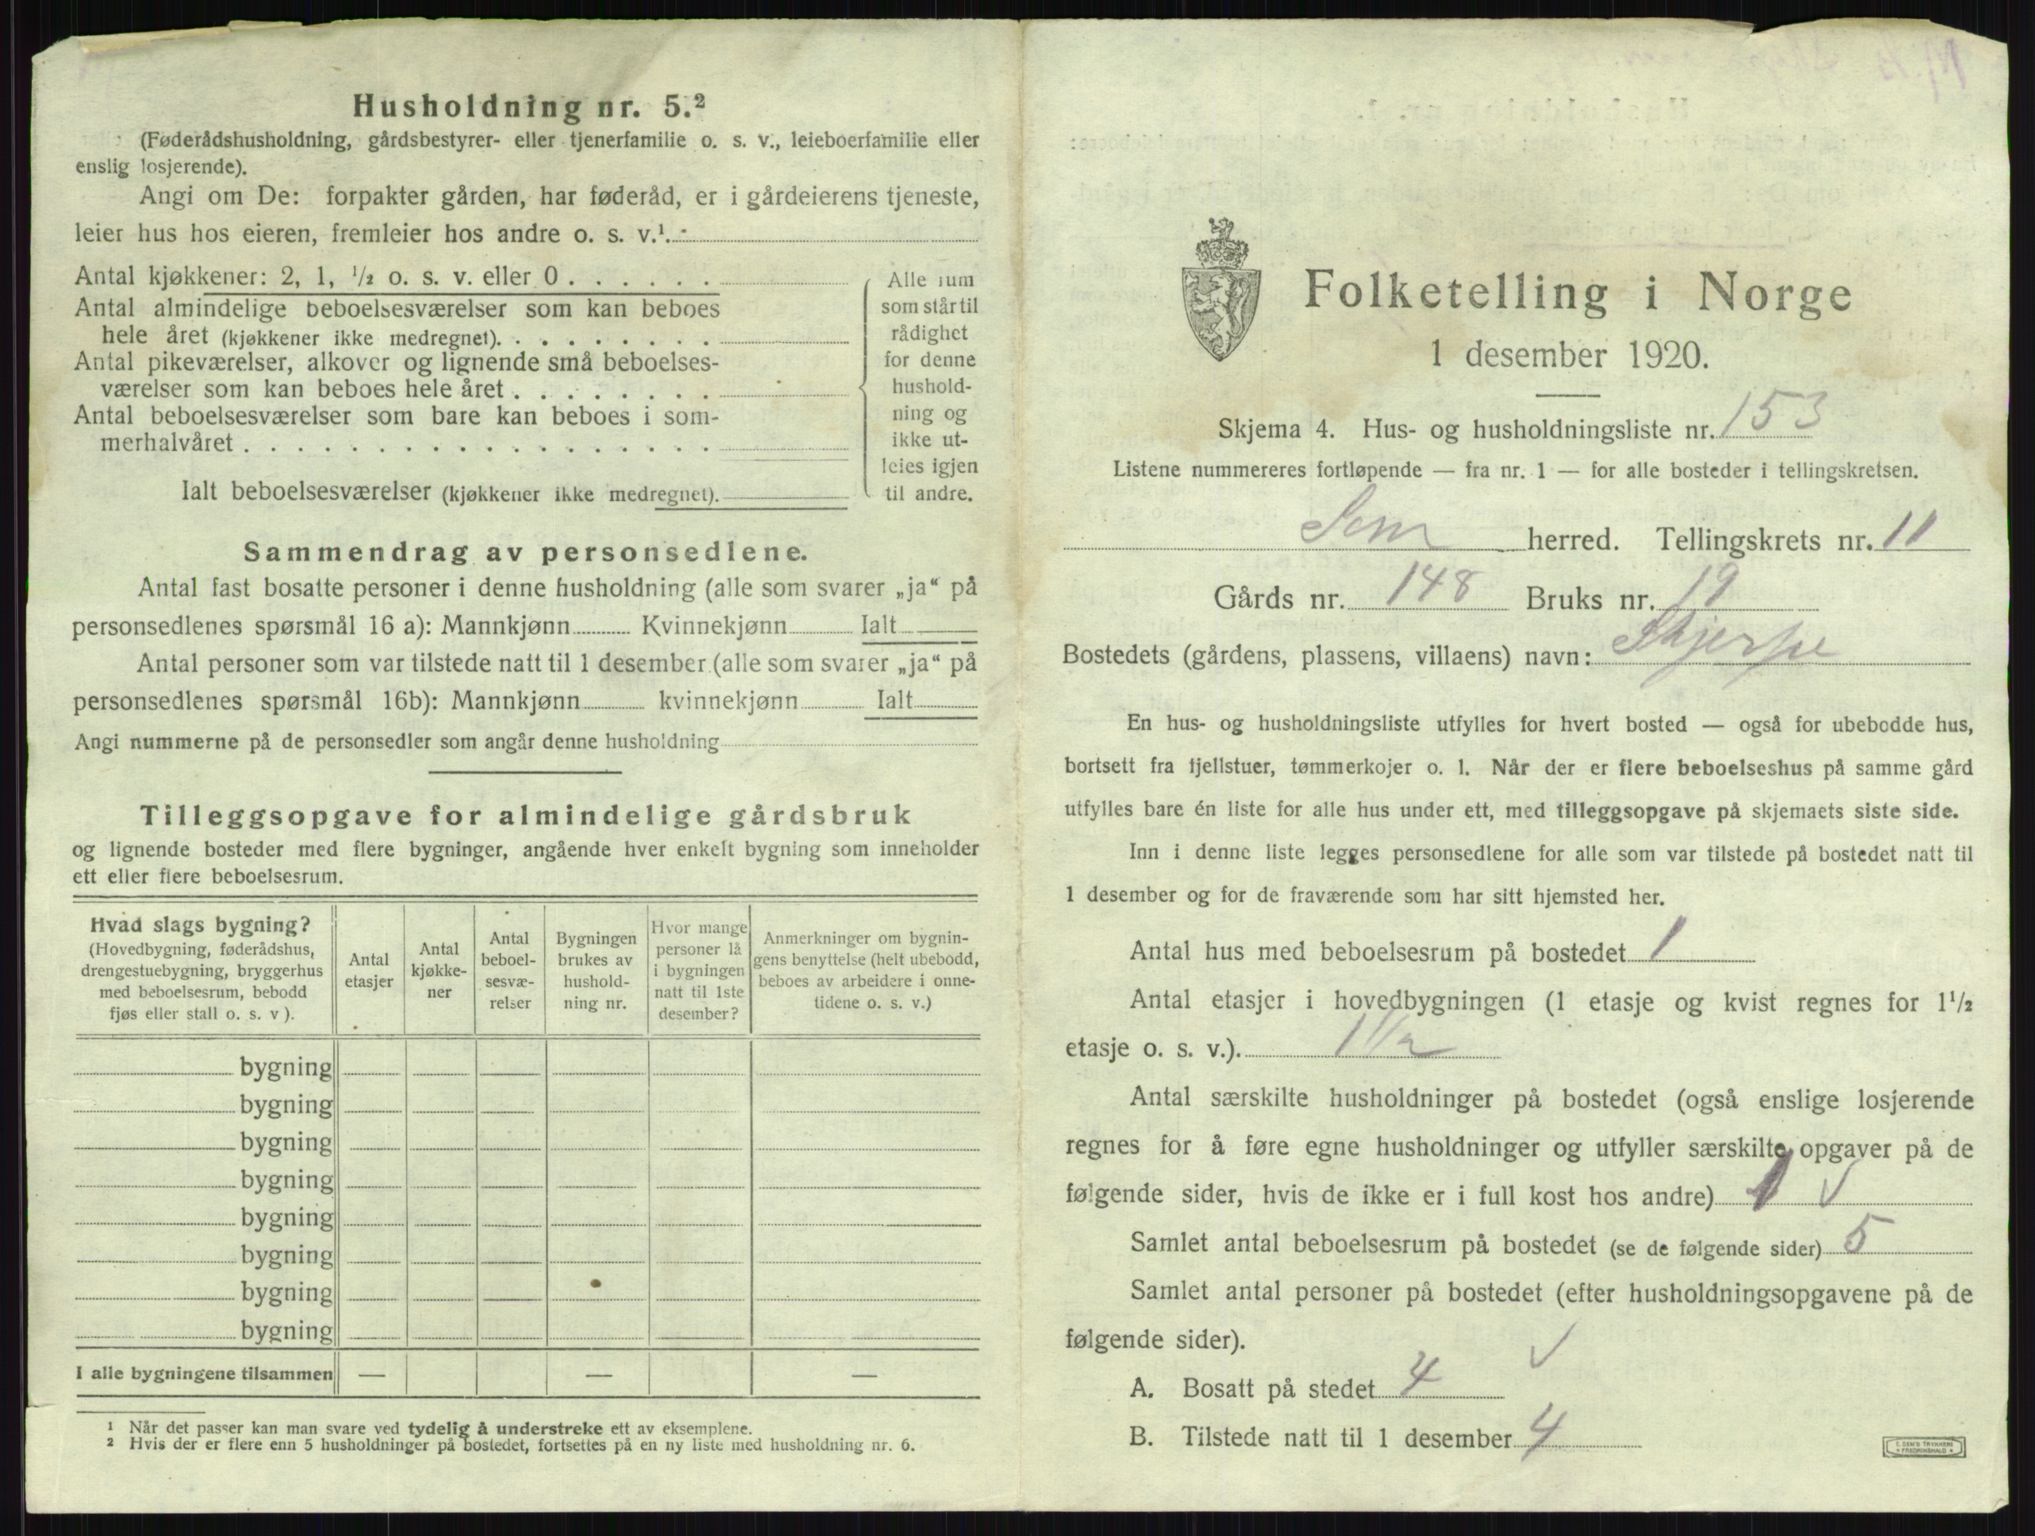 Husholdning nr. 5.²
(Føderådshusholdning, gårdsbestyrer- eller tjenerfamilie o. s. v., leieboerfamilie eller
enslig losjerende).
Angi om De: forpakter gården, har føderåd, er i gårdeierens tjeneste,
leier hus hos eieren, fremleier hos andre o. s. v.¹
Antal kjøkkener: 2, 1, ½ o. s. v. eller 0 . . . . . .
Antal almindelige beboelsesværelser som kan beboes
hele året (kjøkkener ikke medregnet). . . . . . . . .
Antal pikeværelser, alkover og lignende små beboelses-
værelser som kan beboes hele året . . . . . . . .
Antal beboelsesværelser som bare kan beboes i som-
merhalvåret . . . . . . . . . . . . . . . . . .
Ialt beboelsesværelser (kjøkkener ikke medregnet).
Alle rum
som står til
rådighet
for denne
hushold-
ning og
ikke ut-
leies igjen
til andre.
Sammendrag av personsedlene.
Antal fast bosatte personer i denne husholdning (alle som svarer „ja“ på
personsedlenes spørsmål 16 a): Mannkjønn Kvinnekjønn Ialt
Antal personer som var tilstede natt til 1 desember (alle som svarer „ja“ på
personsedlenes spørsmål 16b): Mannkjønn kvinnekjønn Ialt
Angi nummerne på de personsedler som angår denne husholdning
Tilleggsopgave for almindelige gårdsbruk
og lignende bosteder med flere bygninger, angående hver enkelt bygning som inneholder
ett eller flere beboelsesrum.
Hvad slags bygning?
(Hovedbygning, føderådshus,
drengestuebygning, bryggerhus
med beboelsesrum, bebodd
fjøs eller stall o. s. v ).
Antal
etasjer
Antal
kjøkke-
ner
Antal
beboel-
sesvæ-
relser
Bygningen
brukes av
hushold-
ning nr.
Hvor mange
personer lå
i bygningen
natt til 1ste
desember?
Anmerkninger om bygnin-
gens benyttelse (helt ubebodd,
beboes av arbeidere i onne-
tidene o. s. v.)
bygning
bygning
bygning
bygning
bygning
bygning
bygning
bygning
I alle bygningene tilsammen — — —
¹ Når det passer kan man svare ved tydelig å understreke ett av eksemplene.
² Hvis der er flere enn 5 husholdninger på bostedet, fortsettes på en ny liste med husholdning nr. 6.
Folketelling i Norge
1 desember 1920.
Skjema 4. Hus- og husholdningsliste nr. 153
Listene nummereres fortløpende — fra nr. 1 — for alle bosteder i tellingskretsen.
Sem herred. Tellingskrets nr. 11
Gårds nr. 148 Bruks nr. 19
Bostedets (gårdens, plassens, villaens) navn: Skjerpe
En hus- og husholdningsliste utfylles for hvert bosted — også for ubebodde hus,
bortsett fra fjellstuer, tømmerkojer o. l. Når der er flere beboelseshus på samme gård
utfylles bare én liste for alle hus under ett, med tilleggsopgave på skjemaets siste side.
Inn i denne liste legges personsedlene for alle som var tilstede på bostedet natt til
1 desember og for de fraværende som har sitt hjemsted her.
Antal hus med beboelsesrum på bostedet 1
Antal etasjer i hovedbygningen (1 etasje og kvist regnes for 1½
etasje o. s. v.). 1½
Antal særskilte husholdninger på bostedet (også enslige losjerende
regnes for å føre egne husholdninger og utfyller særskilte opgaver på de
følgende sider, hvis de ikke er i full kost hos andre) 1 √
Samlet antal beboelsesrum på bostedet (se de følgende sider) 5
Samlet antal personer på bostedet (efter husholdningsopgavene på de
følgende sider). √
A. Bosatt på stedet 4
B. Tilstede natt til 1 desember 4